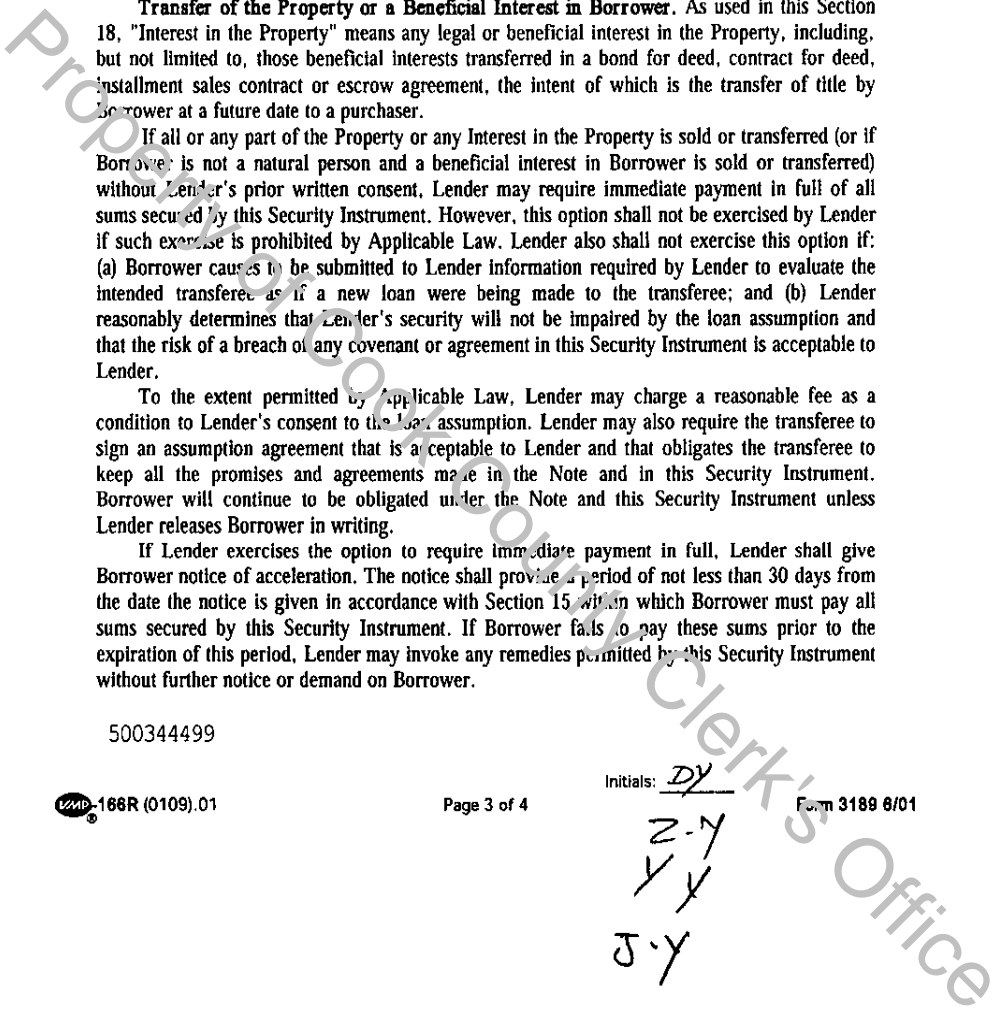 Transfer of the Property or a Beneficial Interest in Borrower. As used in this Section
18, "Interest in the Property" means any legal or beneficial interest in the Property, including,
but not limited to, those beneficial interests transferred in a bond for deed, contract for deed,
installment sales contract or escrow agreement, the intent of which is the transfer of title by
Borrower at a future date to a purchaser.
If all or any part of the Property or any Interest in the Property is sold or transferred (or if
Borrower is not a natural person and a beneficial interest in Borrower is sold or transferred)
without Lender's prior written consent, Lender may require immediate payment in full of all
sums secured by this Security Instrument. However, this option shall not be exercised by Lender
if such exercise is prohibited by Applicable Law. Lender also shall not exercise this option if:
(a) Borrower causes to be submitted to Lender information required by Lender to evaluate the
intended transferee as if a new loan were being made to the transferee; and (b) Lender
reasonably determines that Lender's security will not be impaired by the loan assumption and
that the risk of a breach of any covenant or agreement in this Security Instrument is acceptable to
Lender.
To the extent permitted by Applicable Law, Lender may charge a reasonable fee as a
condition to Lender's consent to the loan assumption. Lender may also require the transferee to
sign an assumption agreement that is acceptable to Lender and that obligates the transferee to
keep all the promises and agreements made in the Note and in this Security Instrument.
Borrower will continue to be obligated under the Note and this Security Instrument unless
Lender releases Borrower in writing.
If Lender exercises the option to require immediate payment in full, Lender shall give
Borrower notice of acceleration. The notice shall provide a period of not less than 30 days from
the date the notice is given in accordance with Section 15 within which Borrower must pay all
sums secured by this Security Instrument. If Borrower fails to pay these sums prior to the
expiration of this period, Lender may invoke any remedies permitted by this Security Instrument
without further notice or demand on Borrower.
500344499
Initials: DY
VMP-166R (0109).01 Page 3 of 4 Form 3189 6/01
Z-Y
Y Y
J.Y
Property of Cook County Clerk's Office